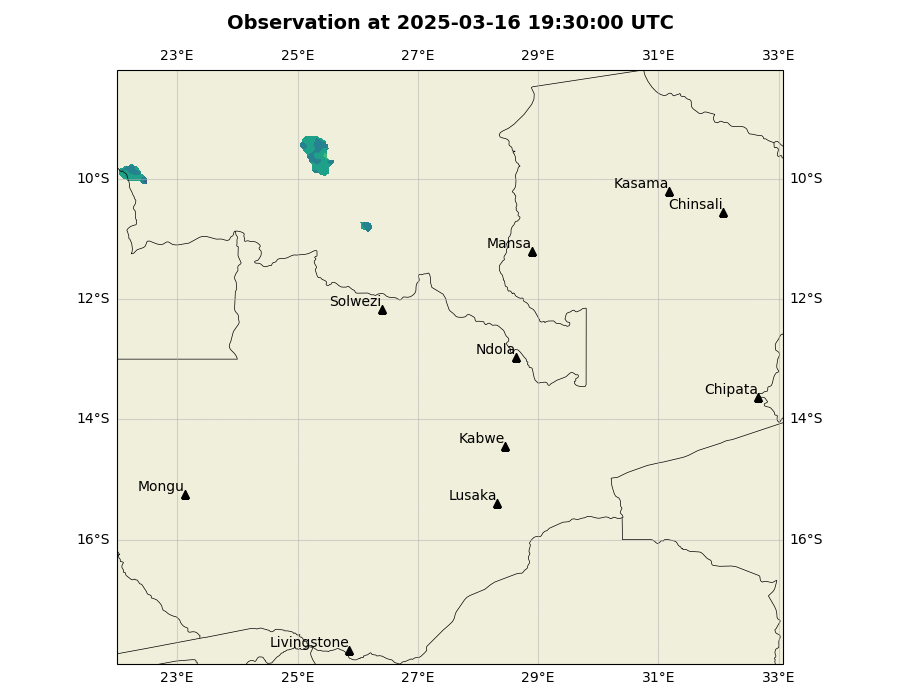 Observation at 2025-03-16 19:30:00 UTC
23°E 25°E 27°E 29°E 31°E 33°E
10°S 10°S
Kasama
Chinsali
Mansa
12°S 12°S
Solwezi
Ndola
Chipata
14°S 14°S
Kabwe
Mongu
Lusaka
16°S 16°S
Livingstone
23°E 25°E 27°E 29°E 31°E 33°E